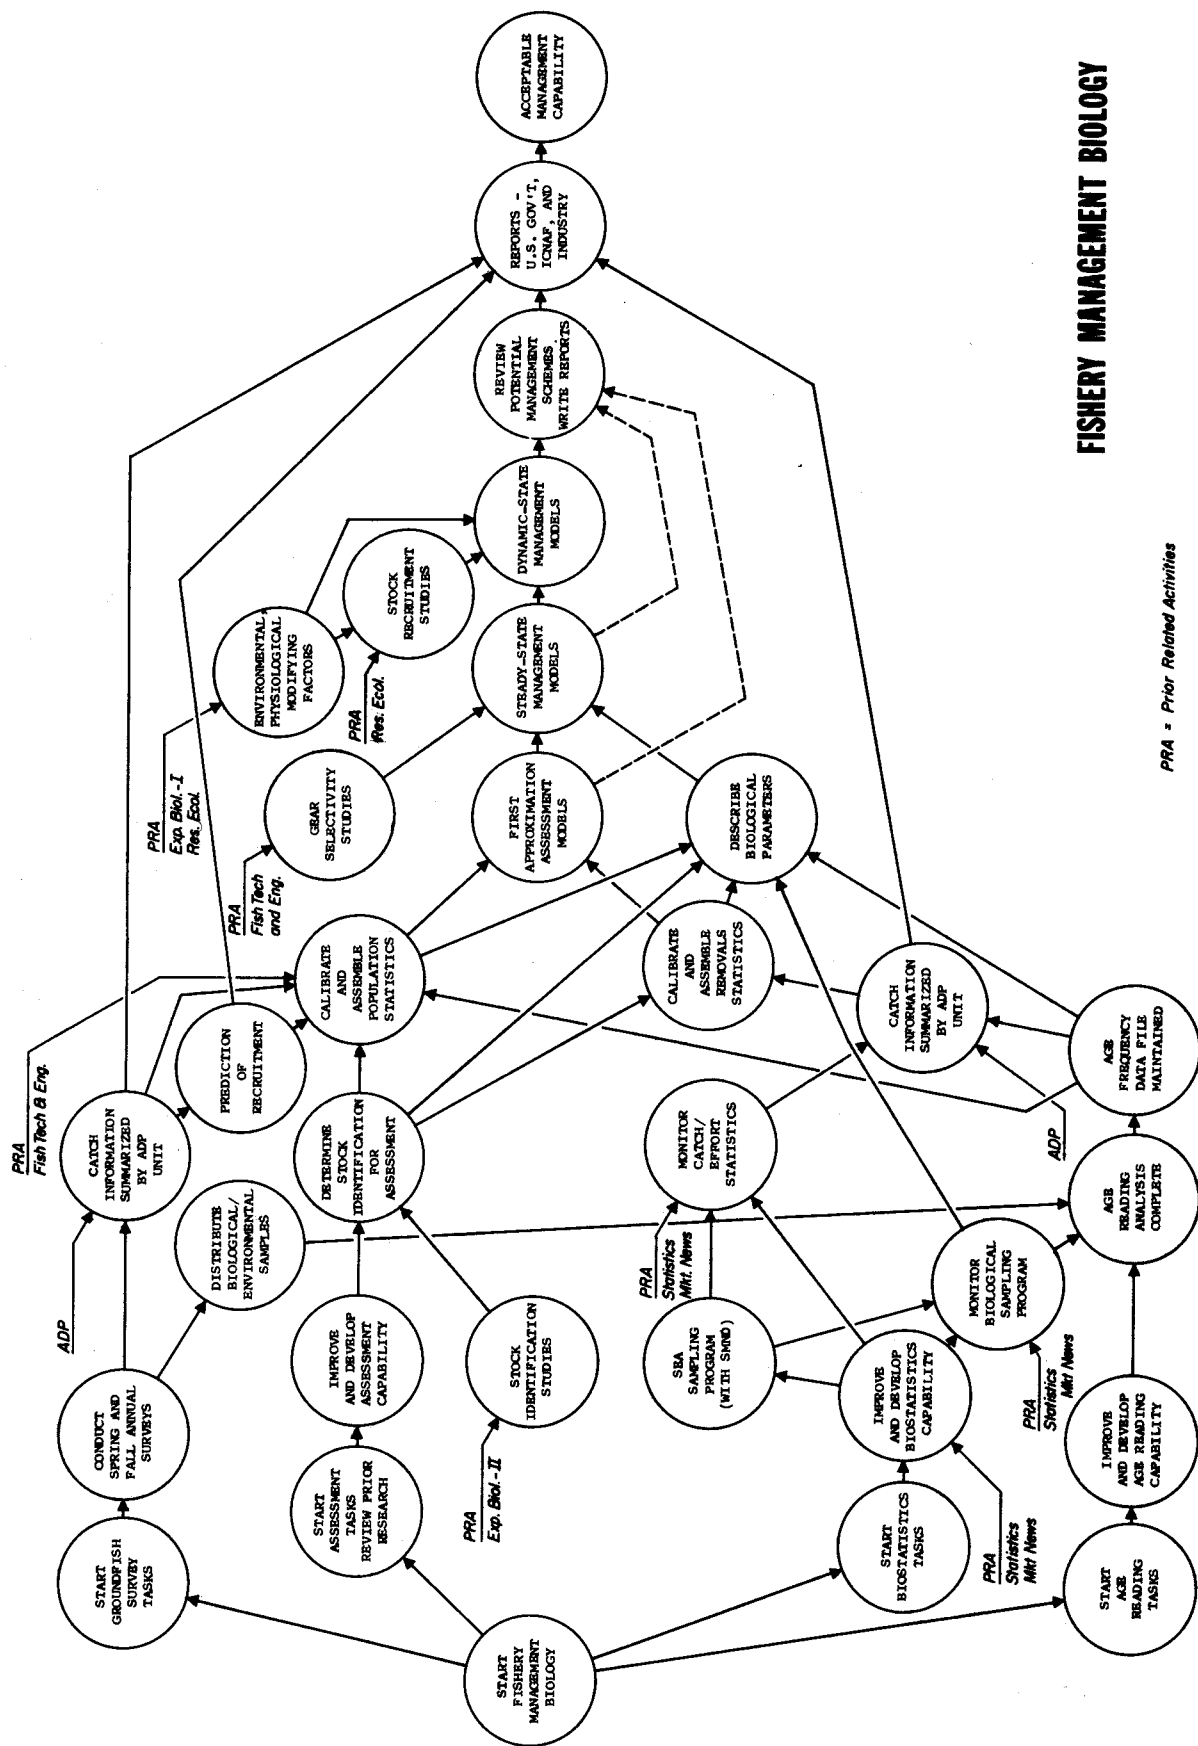 START
FISHERY
MANAGEMENT
BIOLOGY
START
GROUNDFISH
SURVEY
TASKS
CONDUCT
SPRING AND
FALL ANNUAL
SURVEYS
ADP
CATCH
INFORMATION
SUMMARIZED
BY ADP
UNIT
DISTRIBUTE
BIOLOGICAL/
ENVIRONMENTAL
SAMPLES
PREDICTION
OF
RECRUITMENT
PRA
Fish Tech & Eng.
START
ASSESSMENT
TASKS
REVIEW PRIOR
RESEARCH
IMPROVE
AND DEVELOP
ASSESSMENT
CAPABILITY
DETERMINE
STOCK
IDENTIFICATION
FOR
ASSESSMENT
CALIBRATE
AND
ASSEMBLE
POPULATION
STATISTICS
PRA
Exp. Biol.-II
STOCK
IDENTIFICATION
STUDIES
PRA
Fish Tech
and Eng.
GEAR
SELECTIVITY
STUDIES
PRA
Exp. Biol.-I
Res. Ecol.
ENVIRONMENTAL,
PHYSIOLOGICAL
MODIFYING
FACTORS
PRA
Res. Ecol.
STOCK
RECRUITMENT
STUDIES
FIRST
APPROXIMATION
ASSESSMENT
MODELS
STEADY-STATE
MANAGEMENT
MODELS
DYNAMIC-STATE
MANAGEMENT
MODELS
REVIEW
POTENTIAL
MANAGEMENT
SCHEMES
WRITE REPORTS
REPORTS -
U.S. GOV'T,
ICNAF, AND
INDUSTRY
ACCEPTABLE
MANAGEMENT
CAPABILITY
START
BIOSTATISTICS
TASKS
PRA
Statistics
Mkt News
IMPROVE
AND DEVELOP
BIOSTATISTICS
CAPABILITY
SEA
SAMPLING
PROGRAM
(WITH SMND)
PRA
Statistics
Mkt. News
MONITOR
CATCH/
EFFORT
STATISTICS
PRA
Statistics
Mkt News
MONITOR
BIOLOGICAL
SAMPLING
PROGRAM
CALIBRATE
AND
ASSEMBLE
REMOVALS
STATISTICS
DESCRIBE
BIOLOGICAL
PARAMETERS
CATCH
INFORMATION
SUMMARIZED
BY ADP
UNIT
ADP
START
AGE
READING
TASKS
IMPROVE
AND DEVELOP
AGE READING
CAPABILITY
AGE
READING
ANALYSIS
COMPLETE
AGE
FREQUENCY
DATA FILE
MAINTAINED
PRA = Prior Related Activities
FISHERY MANAGEMENT BIOLOGY